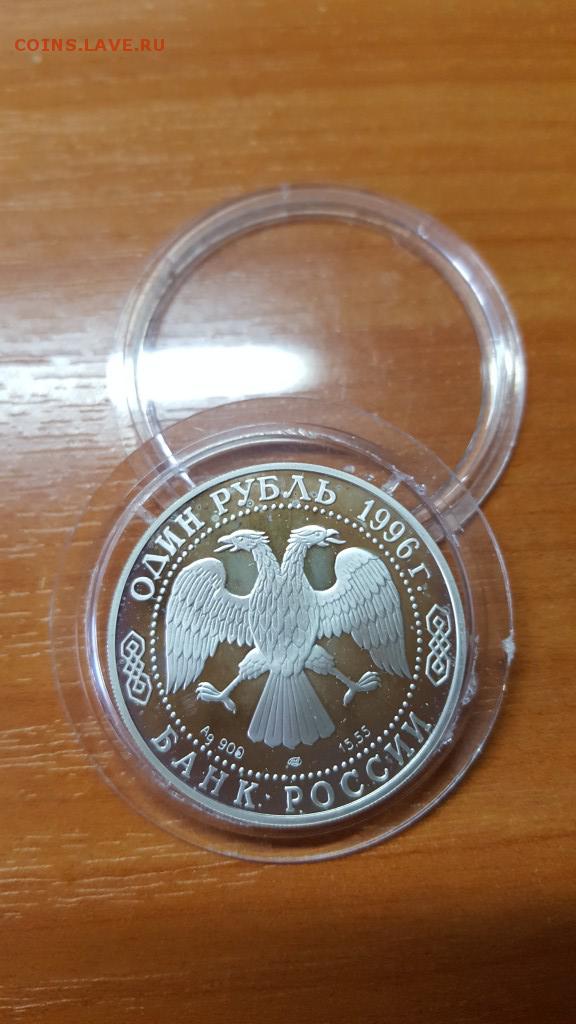 COINS.LAVE.RU
ОДИН РУБЛЬ 1996 г.
Ag 900
15,55
БАНК РОССИИ